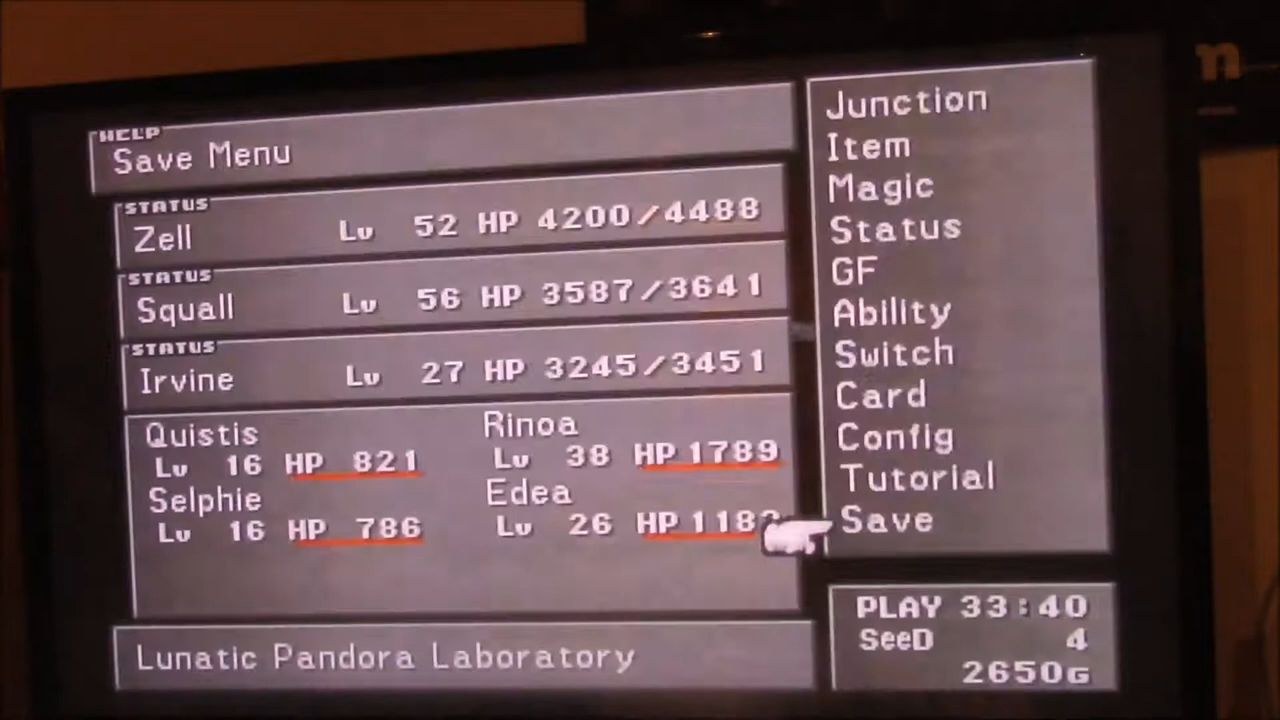 HELP
Save Menu
STATUS
Zell Lv 52 HP 4200/4488
STATUS
Squall Lv 56 HP 3587/3641
STATUS
Irvine Lv 27 HP 3245/3451
Quistis
Lv 16 HP 821
Rinoa
Lv 38 HP 1789
Selphie
Lv 16 HP 786
Edea
Lv 26 HP
Junction
Item
Magic
Status
GF
Ability
Switch
Card
Config
Tutorial
Save
Lunatic Pandora Laboratory
PLAY 33:40
SeeD 4
2650G